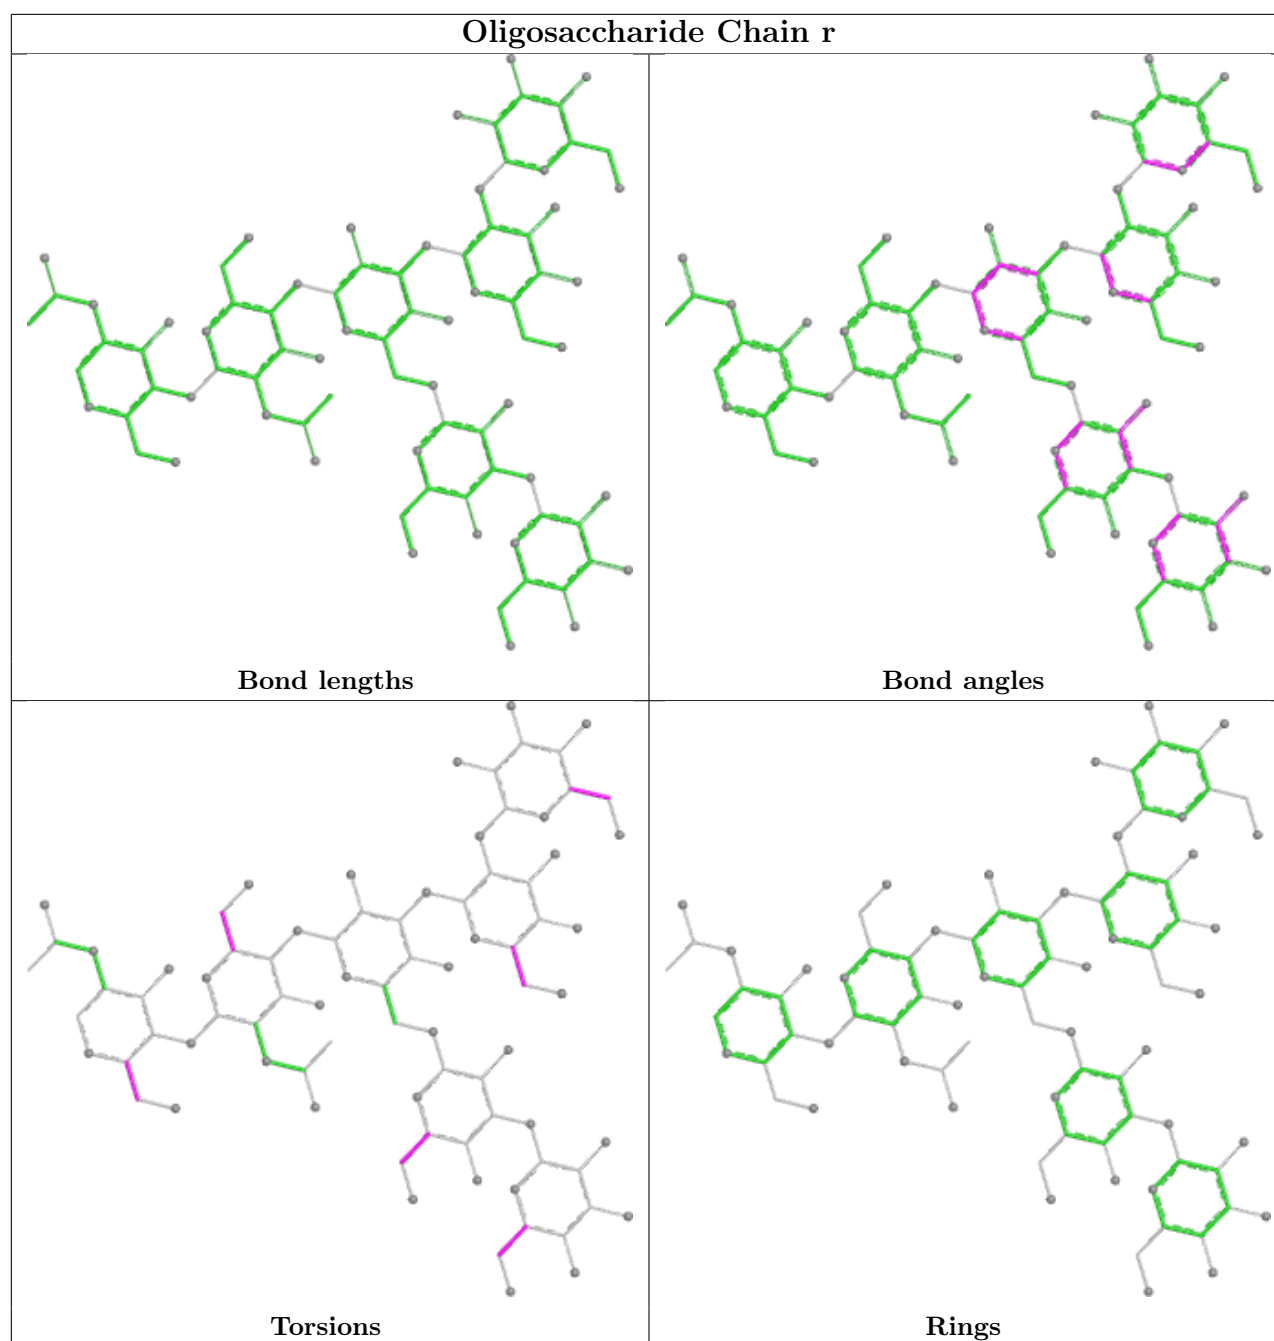 Oligosaccharide Chain r
Bond lengths
Bond angles
Torsions
Rings